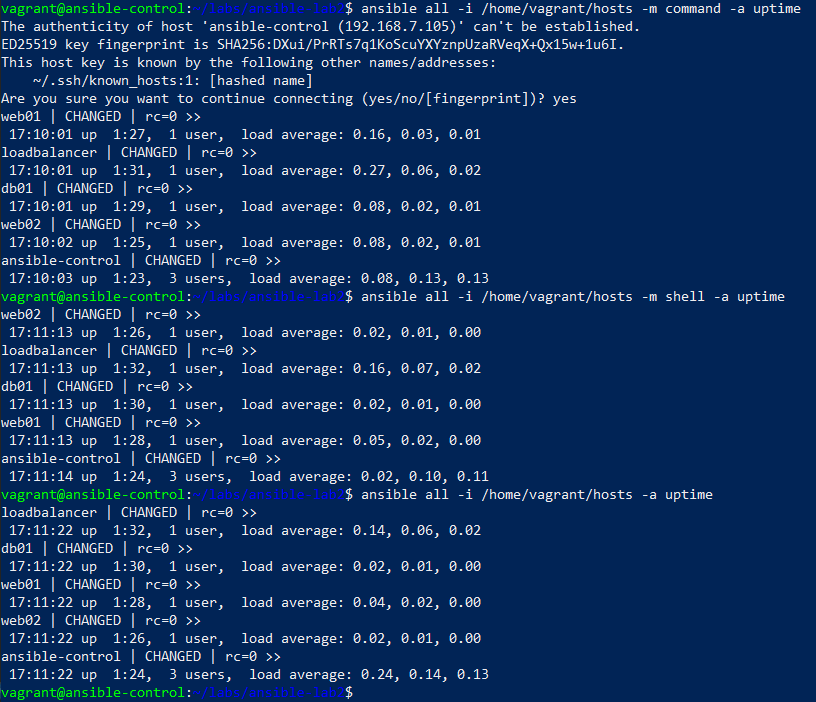 vagrant@ansible-control:~/labs/ansible_lab2$ ansible all -i /home/vagrant/hosts -m command -a uptime
The authenticity of host 'ansible-control (192.168.7.105)' can't be established.
ED25519 key fingerprint is SHA256:DXui/PrRTs7q1KoScuYXYznpUzaRVeqX+Qx15w+1u6I.
This host key is known by the following other names/addresses:
    ~/.ssh/known_hosts:1: [hashed name]
Are you sure you want to continue connecting (yes/no/[fingerprint])? yes
web01 | CHANGED | rc=0 >>
 17:10:01 up  1:27,  1 user,  load average: 0.16, 0.03, 0.01
loadbalancer | CHANGED | rc=0 >>
 17:10:01 up  1:31,  1 user,  load average: 0.27, 0.06, 0.02
db01 | CHANGED | rc=0 >>
 17:10:01 up  1:29,  1 user,  load average: 0.08, 0.02, 0.01
web02 | CHANGED | rc=0 >>
 17:10:02 up  1:25,  1 user,  load average: 0.08, 0.02, 0.01
ansible-control | CHANGED | rc=0 >>
 17:10:03 up  1:23,  3 users,  load average: 0.08, 0.13, 0.13
vagrant@ansible-control:~/labs/ansible_lab2$ ansible all -i /home/vagrant/hosts -m shell -a uptime
web02 | CHANGED | rc=0 >>
 17:11:13 up  1:26,  1 user,  load average: 0.02, 0.01, 0.00
loadbalancer | CHANGED | rc=0 >>
 17:11:13 up  1:32,  1 user,  load average: 0.16, 0.07, 0.02
db01 | CHANGED | rc=0 >>
 17:11:13 up  1:30,  1 user,  load average: 0.02, 0.01, 0.00
web01 | CHANGED | rc=0 >>
 17:11:13 up  1:28,  1 user,  load average: 0.05, 0.02, 0.00
ansible-control | CHANGED | rc=0 >>
 17:11:14 up  1:24,  3 users,  load average: 0.02, 0.10, 0.11
vagrant@ansible-control:~/labs/ansible_lab2$ ansible all -i /home/vagrant/hosts -a uptime
loadbalancer | CHANGED | rc=0 >>
 17:11:22 up  1:32,  1 user,  load average: 0.14, 0.06, 0.02
db01 | CHANGED | rc=0 >>
 17:11:22 up  1:30,  1 user,  load average: 0.02, 0.01, 0.00
web01 | CHANGED | rc=0 >>
 17:11:22 up  1:28,  1 user,  load average: 0.04, 0.02, 0.00
web02 | CHANGED | rc=0 >>
 17:11:22 up  1:26,  1 user,  load average: 0.02, 0.01, 0.00
ansible-control | CHANGED | rc=0 >>
 17:11:22 up  1:24,  3 users,  load average: 0.24, 0.14, 0.13
vagrant@ansible-control:~/labs/ansible_lab2$